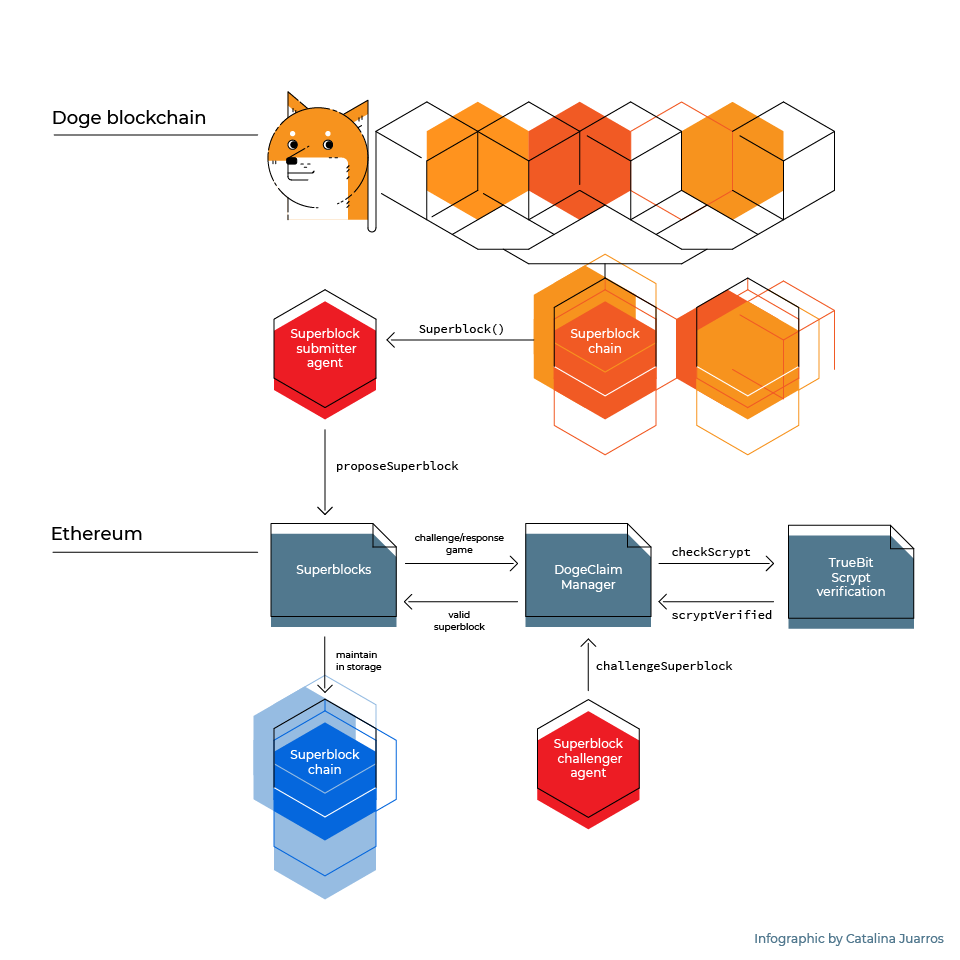 Doge blockchain
Superblock
submitter
agent
Superblock()
Superblock
chain
proposeSuperblock
Ethereum
Superblocks
challenge/response
game
valid
superblock
DogeClaim
Manager
checkScrypt
scryptVerified
TrueBit
Scrypt
verification
maintain
in storage
challengeSuperblock
Superblock
chain
Superblock
challenger
agent
Infographic by Catalina Juarros